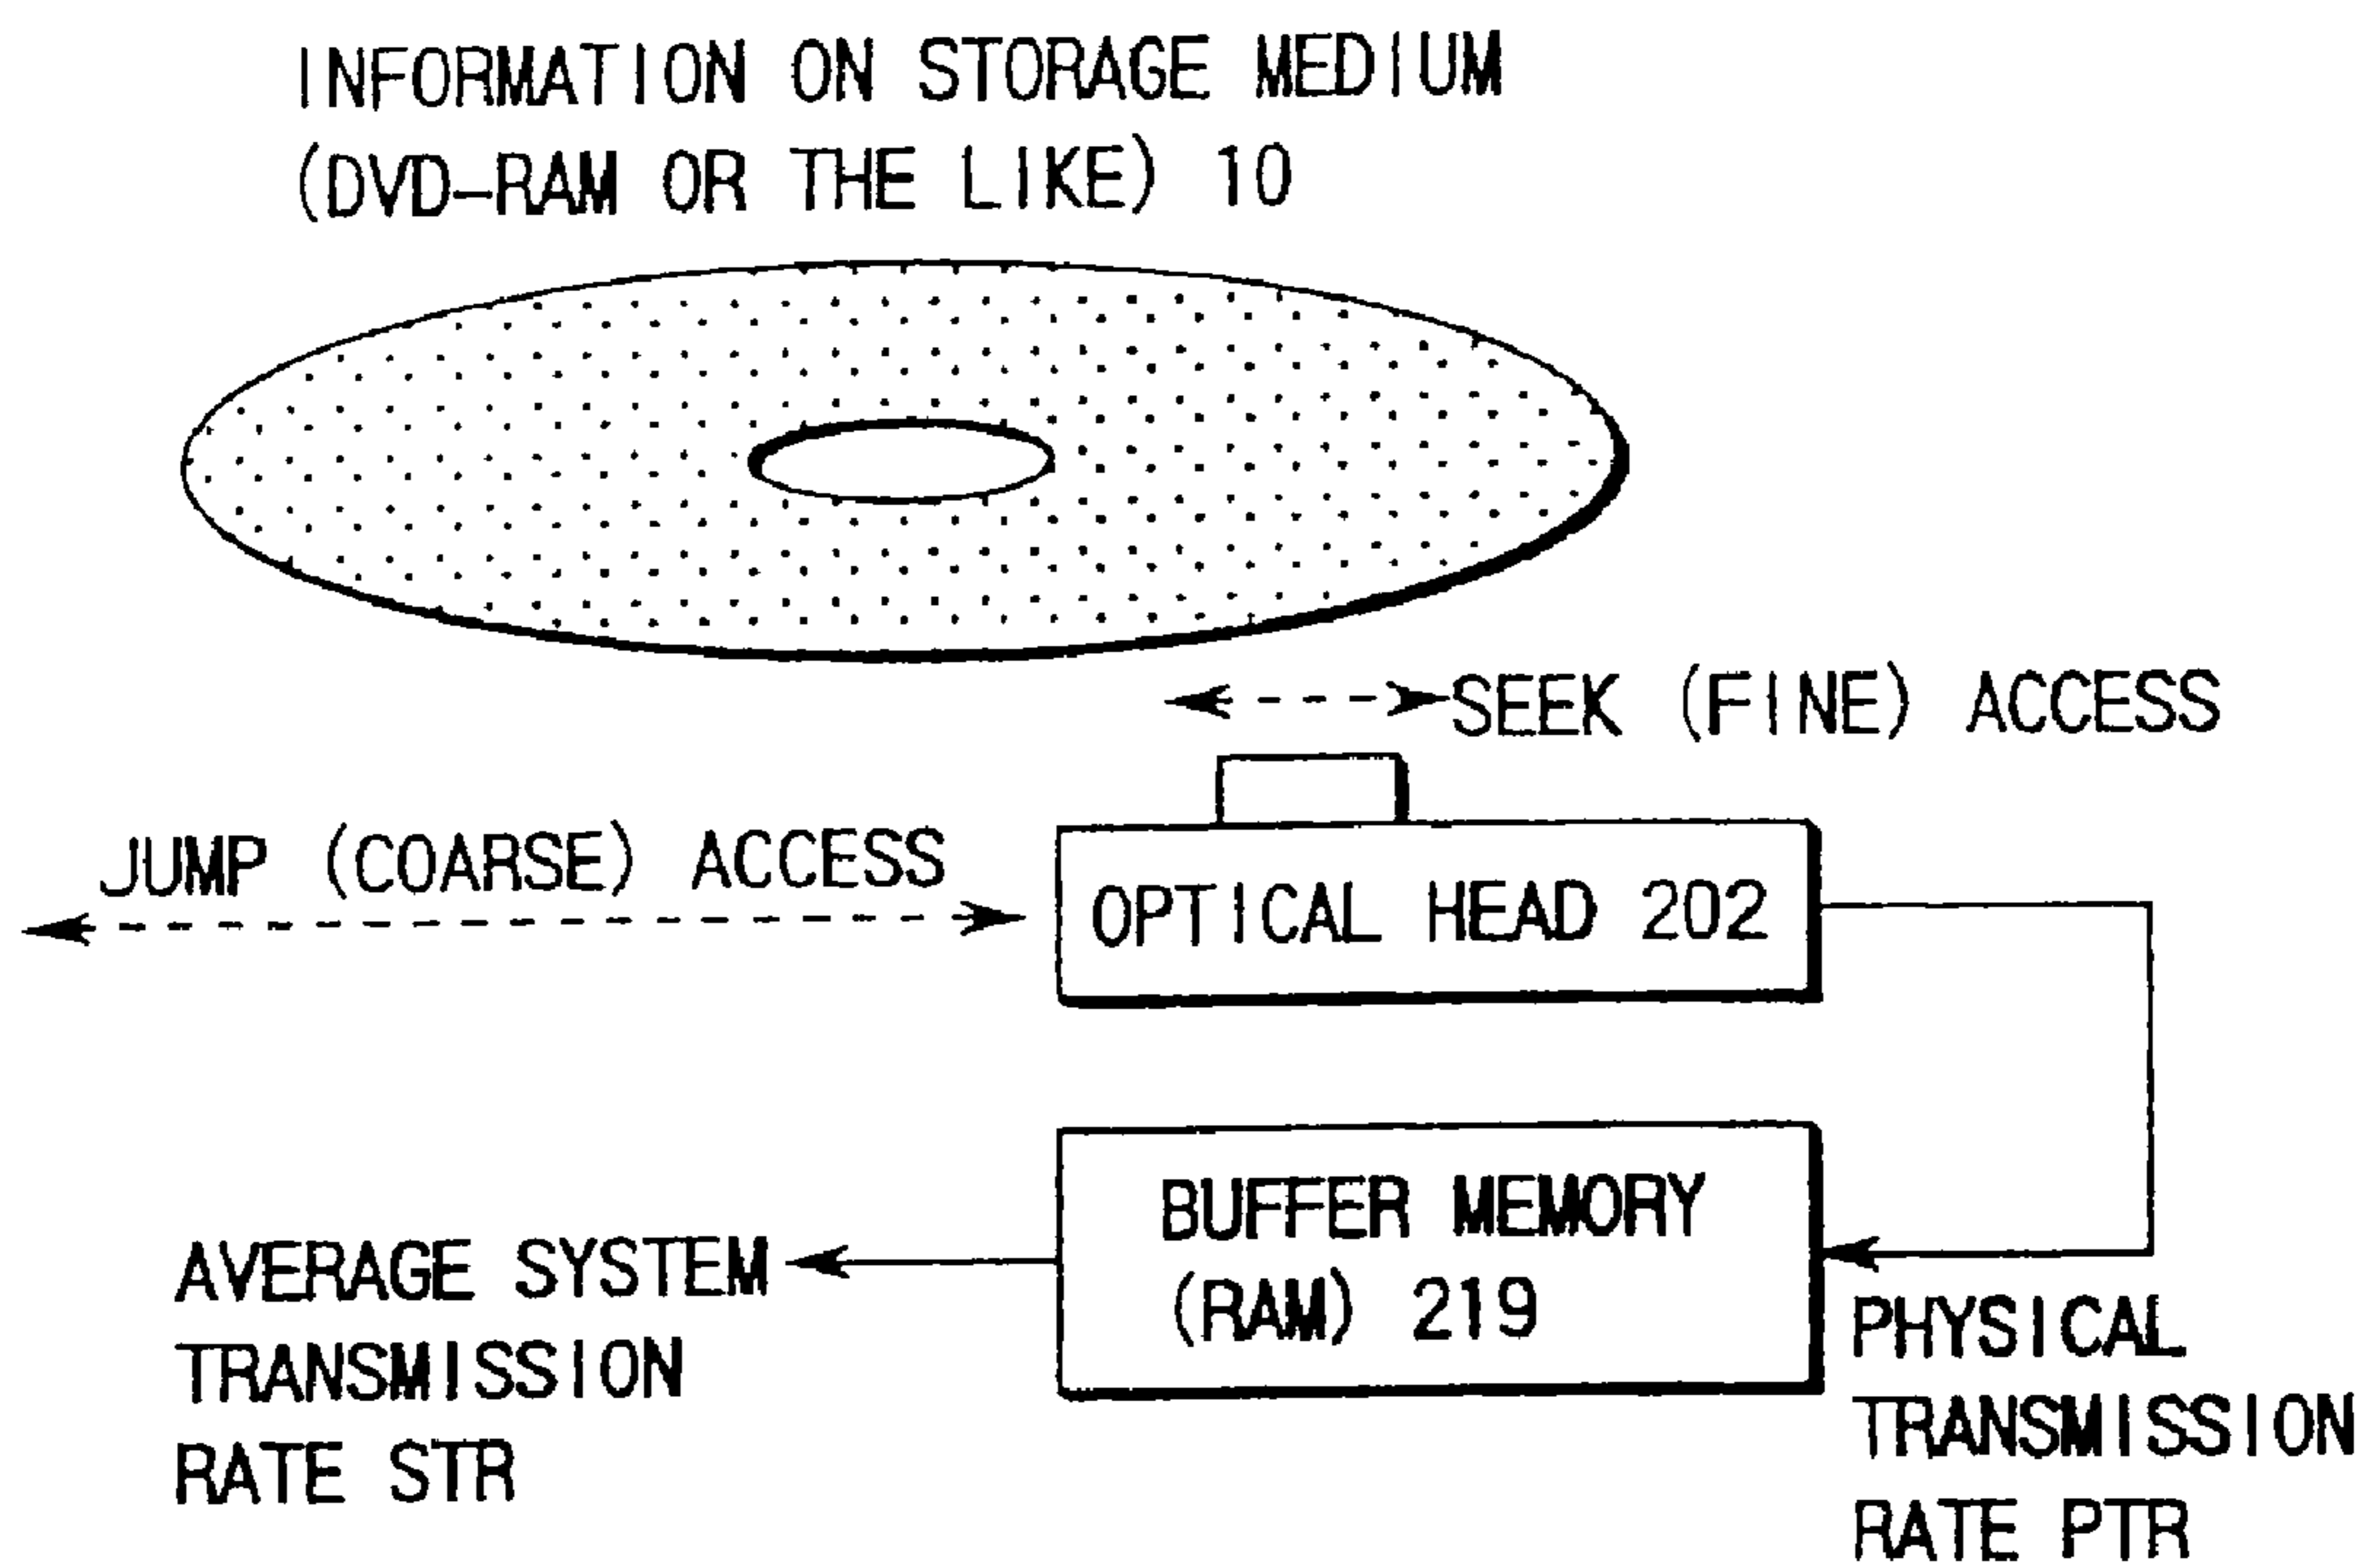 INFORMATION ON STORAGE MEDIUM
(DVD-RAM OR THE LIKE) 10
SEEK (FINE) ACCESS
JUMP (COARSE) ACCESS
OPTICAL HEAD 202
BUFFER MEMORY
(RAM) 219
AVERAGE SYSTEM
TRANSMISSION
RATE STR
PHYSICAL
TRANSMISSION
RATE PTR